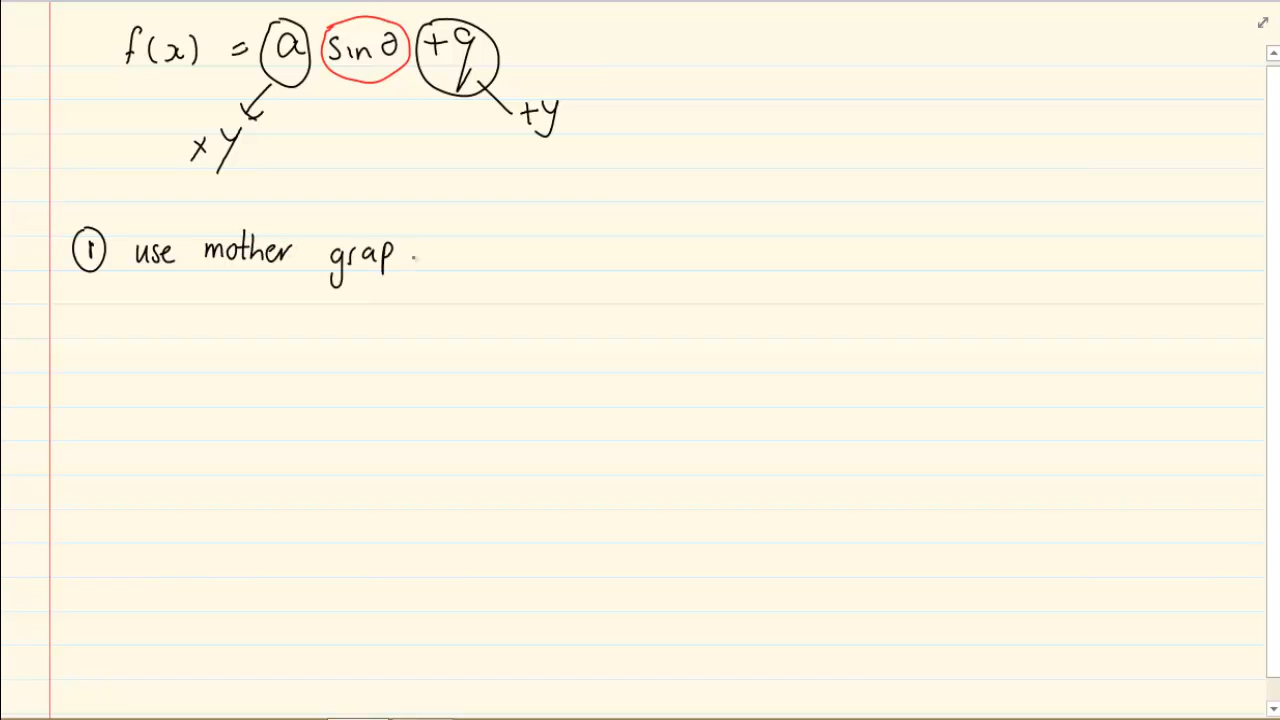 f(x) = a sin θ + q
× y
+y
① use mother grap